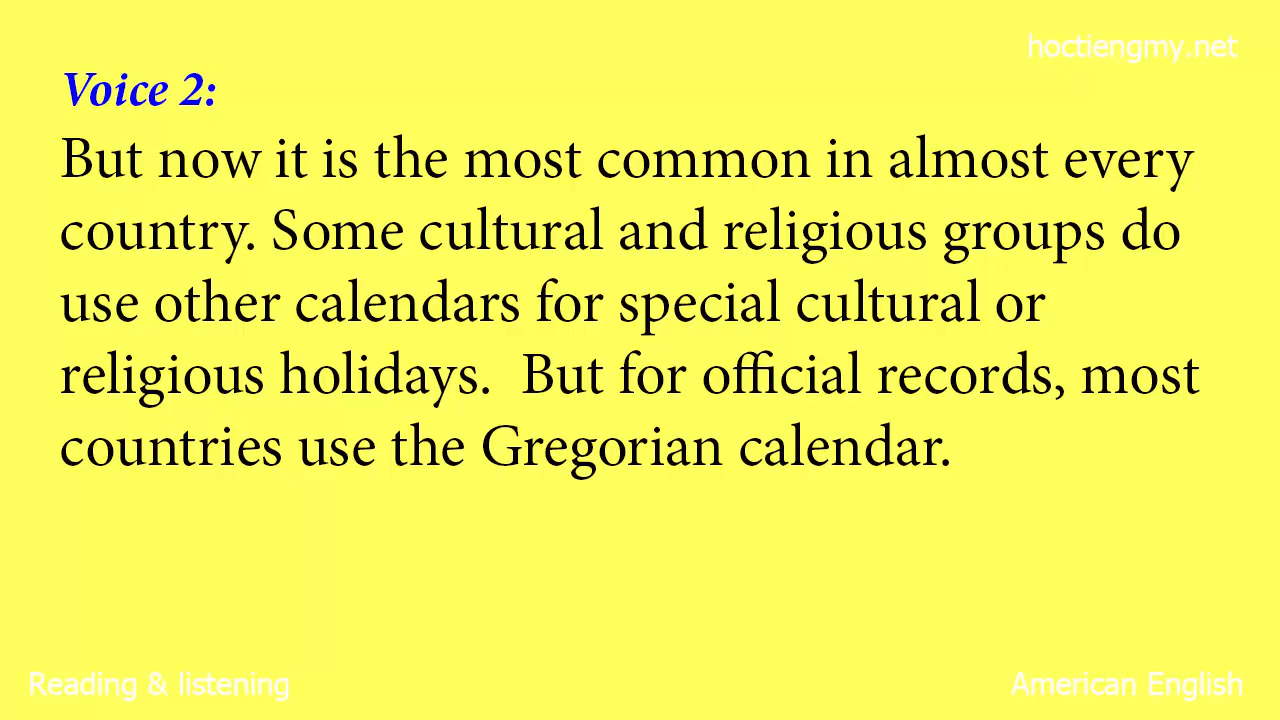 hoctiengmy.net
Voice 2:
But now it is the most common in almost every
country. Some cultural and religious groups do
use other calendars for special cultural or
religious holidays.  But for official records, most
countries use the Gregorian calendar.
Reading & listening
American English